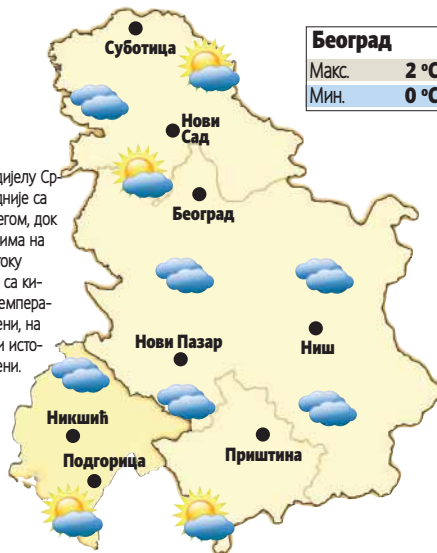 Суботица
Београд
Макс. 2 °C
Мин. 0 °C
Нови
Сад
дијелу Ср-
дније са
егом, док
има на
току
са ки-
емпера-
ени, на
и исто-
ени.
Београд
Нови Пазар
Ниш
Никшић
Приштина
Подгорица